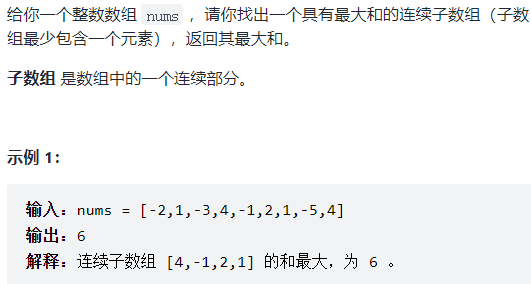 给你一个整数数组 nums ，请你找出一个具有最大和的连续子数组（子数
组最少包含一个元素），返回其最大和。
子数组 是数组中的一个连续部分。
示例 1：
输入：nums = [-2,1,-3,4,-1,2,1,-5,4]
输出：6
解释：连续子数组 [4,-1,2,1] 的和最大，为 6 。